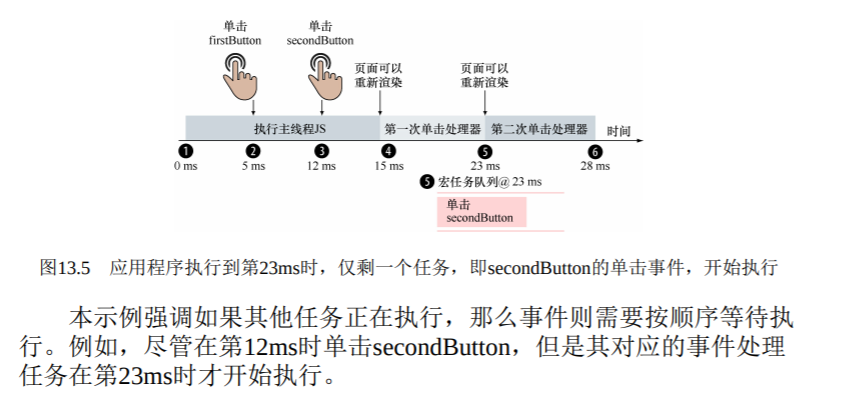 单击
firstButton
单击
secondButton
页面可以
重新渲染
页面可以
重新渲染
执行主线程JS
第一次单击处理器
第二次单击处理器
时间
❶ ❷ ❸ ❹ ❺ ❻
0 ms 5 ms 12 ms 15 ms 23 ms 28 ms
❺ 宏任务队列@ 23 ms
单击
secondButton
图13.5 应用程序执行到第23ms时，仅剩一个任务，即secondButton的单击事件，开始执行
本示例强调如果其他任务正在执行，那么事件则需要按顺序等待执
行。例如，尽管在第12ms时单击secondButton，但是其对应的事件处理
任务在第23ms时才开始执行。